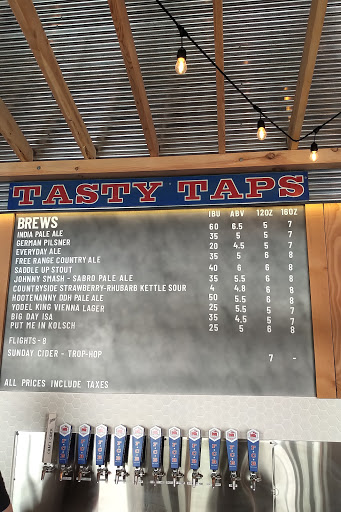 TASTY TAPS
BREWS IBU ABV 12OZ 16OZ
INDIA PALE ALE 60 6.5 5 7
GERMAN PILSNER 35 5 5 7
EVERYDAY ALE 20 4.5 5 7
FREE RANGE COUNTRY ALE 35 5 6 8
SADDLE UP STOUT 40 6 6 8
JOHNNY SMASH - SABRO PALE ALE 35 5.5 6 8
COUNTRYSIDE STRAWBERRY-RHUBARB KETTLE SOUR 4 4.8 6 8
HOOTENANNY DDH PALE ALE 50 5.5 6 8
YODEL KING VIENNA LAGER 25 5.5 5 7
BIG DAY ISA 35 4.5 5 7
PUT ME IN KOLSCH 25 5 6 8
FLIGHTS - 8
SUNDAY CIDER - TROP-HOP 7 -
ALL PRICES INCLUDE TAXES